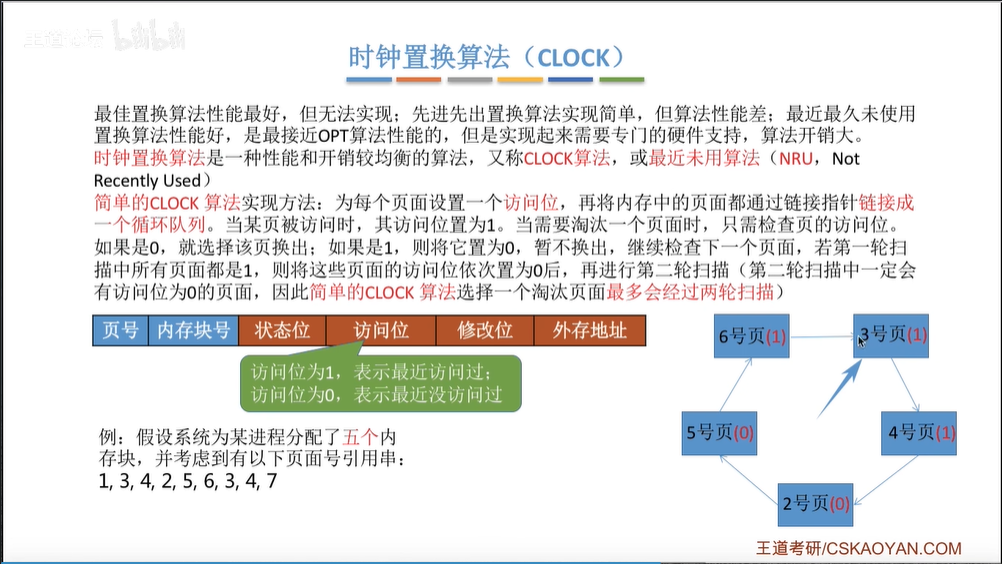 王道考研 bilibili
时钟置换算法（CLOCK）
最佳置换算法性能最好，但无法实现；先进先出置换算法实现简单，但算法性能差；最近最久未使用
置换算法性能好，是最接近OPT算法性能的，但是实现起来需要专门的硬件支持，算法开销大。
时钟置换算法是一种性能和开销较均衡的算法，又称CLOCK算法，或最近未用算法（NRU，Not
Recently Used）
简单的CLOCK 算法实现方法：为每个页面设置一个访问位，再将内存中的页面都通过链接指针链接成
一个循环队列。当某页被访问时，其访问位置为1。当需要淘汰一个页面时，只需检查页的访问位。
如果是0，就选择该页换出；如果是1，则将它置为0，暂不换出，继续检查下一个页面，若第一轮扫
描中所有页面都是1，则将这些页面的访问位依次置为0后，再进行第二轮扫描（第二轮扫描中一定会
有访问位为0的页面，因此简单的CLOCK 算法选择一个淘汰页面最多会经过两轮扫描）
页号 内存块号 状态位 访问位 修改位 外存地址
访问位为1，表示最近访问过；
访问位为0，表示最近没访问过
例：假设系统为某进程分配了五个内
存块，并考虑到有以下页面号引用串：
1, 3, 4, 2, 5, 6, 3, 4, 7
6号页(1)
3号页(1)
5号页(0)
4号页(1)
2号页(0)
王道考研/CSKAOYAN.COM